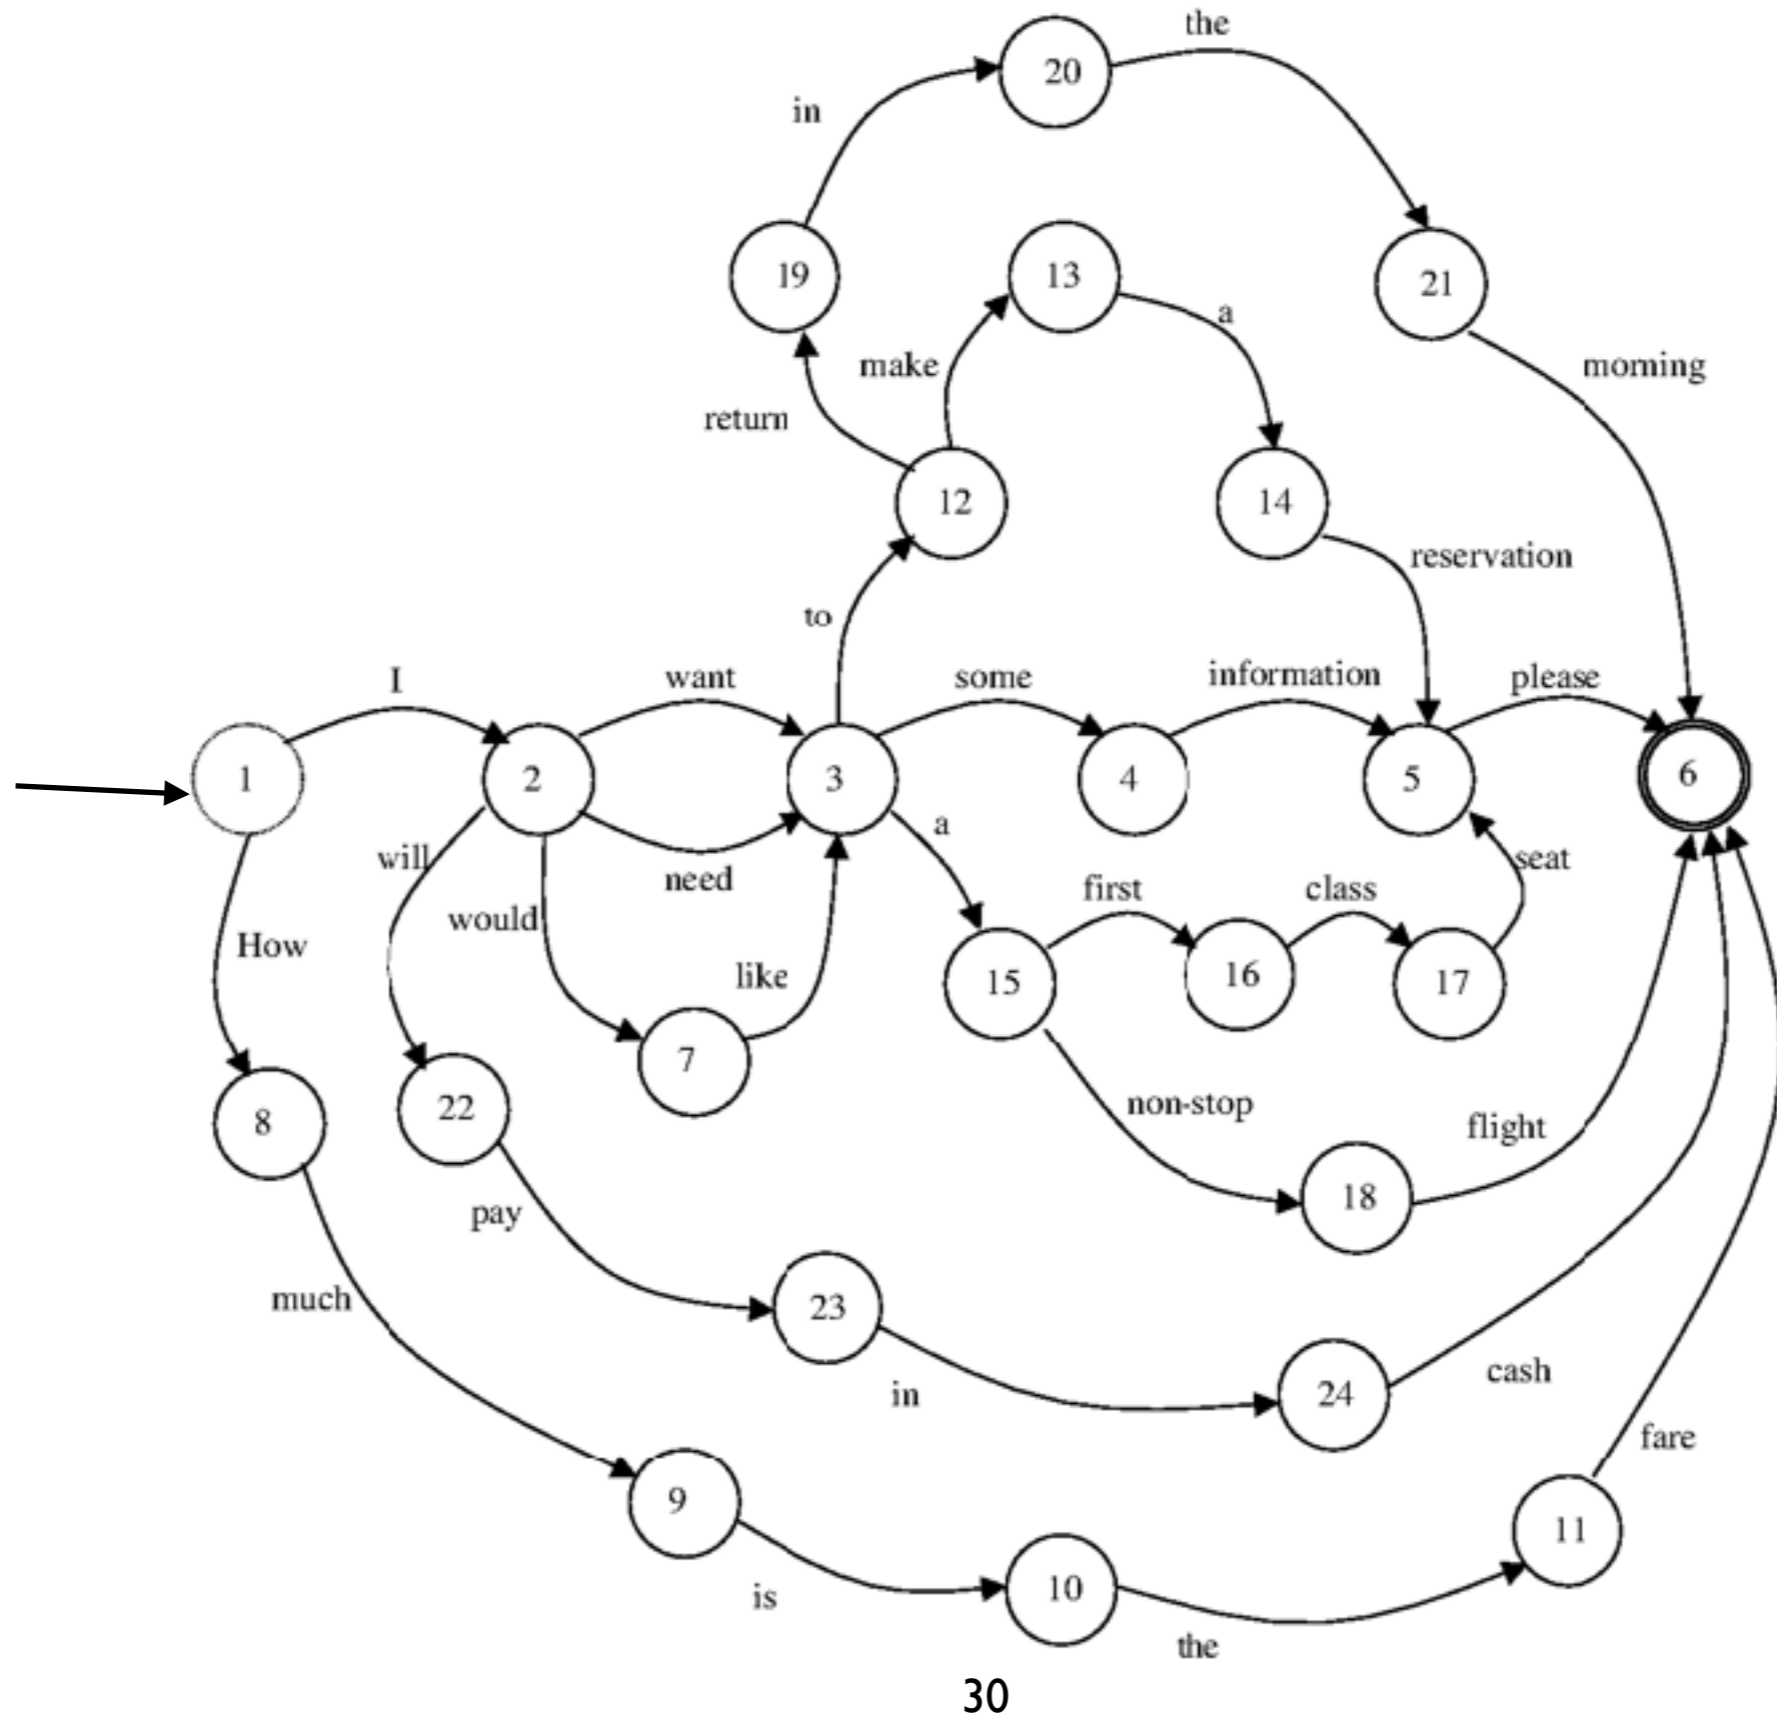 the
20
in
19
13
21
a
make
morning
return
12
14
reservation
to
I
want
some
information
please
1
2
3
4
5
6
will
need
a
seat
would
first
class
How
like
15
16
17
7
22
8
non-stop
flight
18
pay
much
23
in
24
cash
fare
9
11
is
10
the
30